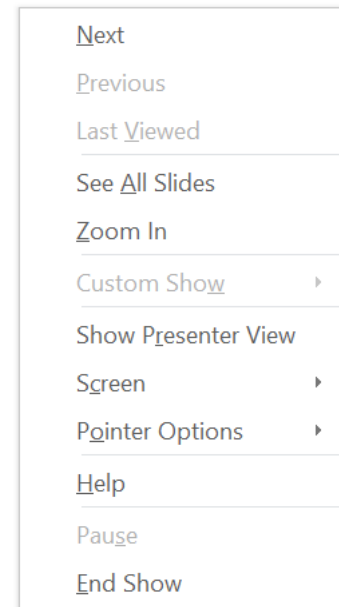 Next
Previous
Last Viewed
See All Slides
Zoom In
Custom Show
Show Presenter View
Screen
Pointer Options
Help
Pause
End Show